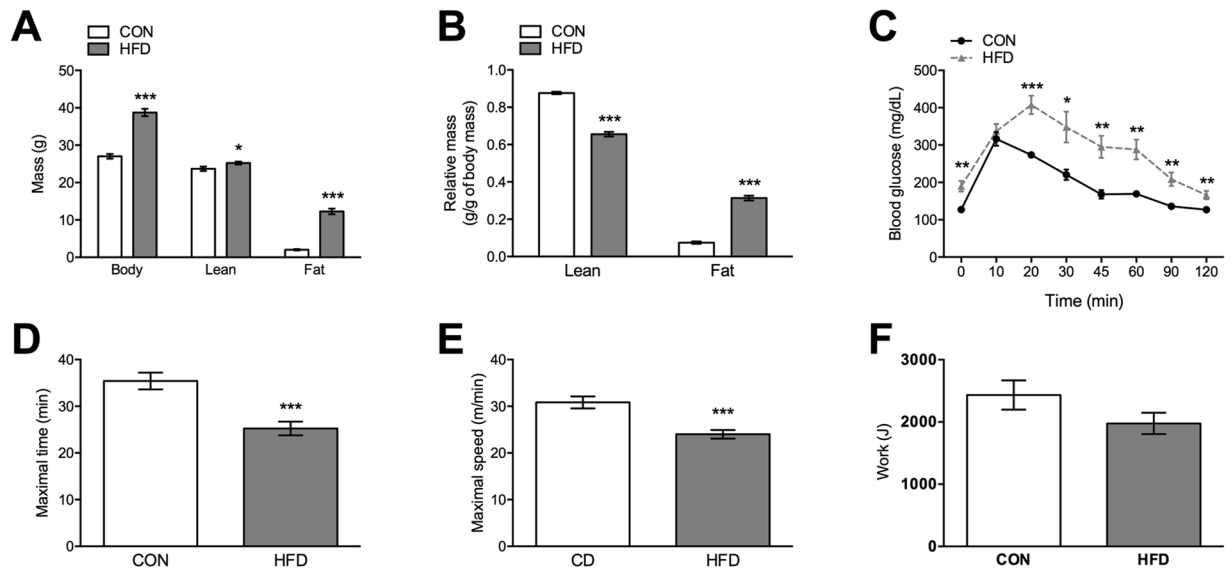 A
CON
HFD
Mass (g)
50
40
30
20
10
0
***
*
***
Body Lean Fat
B
CON
HFD
Relative mass
(g/g of body mass)
1.0
0.8
0.6
0.4
0.2
0.0
***
***
Lean Fat
C
CON
HFD
Blood glucose (mg/dL)
500
400
300
200
100
0
** *** * ** ** ** **
0 10 20 30 45 60 90 120
Time (min)
D
Maximal time (min)
40
30
20
10
0
***
CON HFD
E
Maximal speed (m/min)
40
30
20
10
0
***
CD HFD
F
Work (J)
3000
2000
1000
0
CON HFD